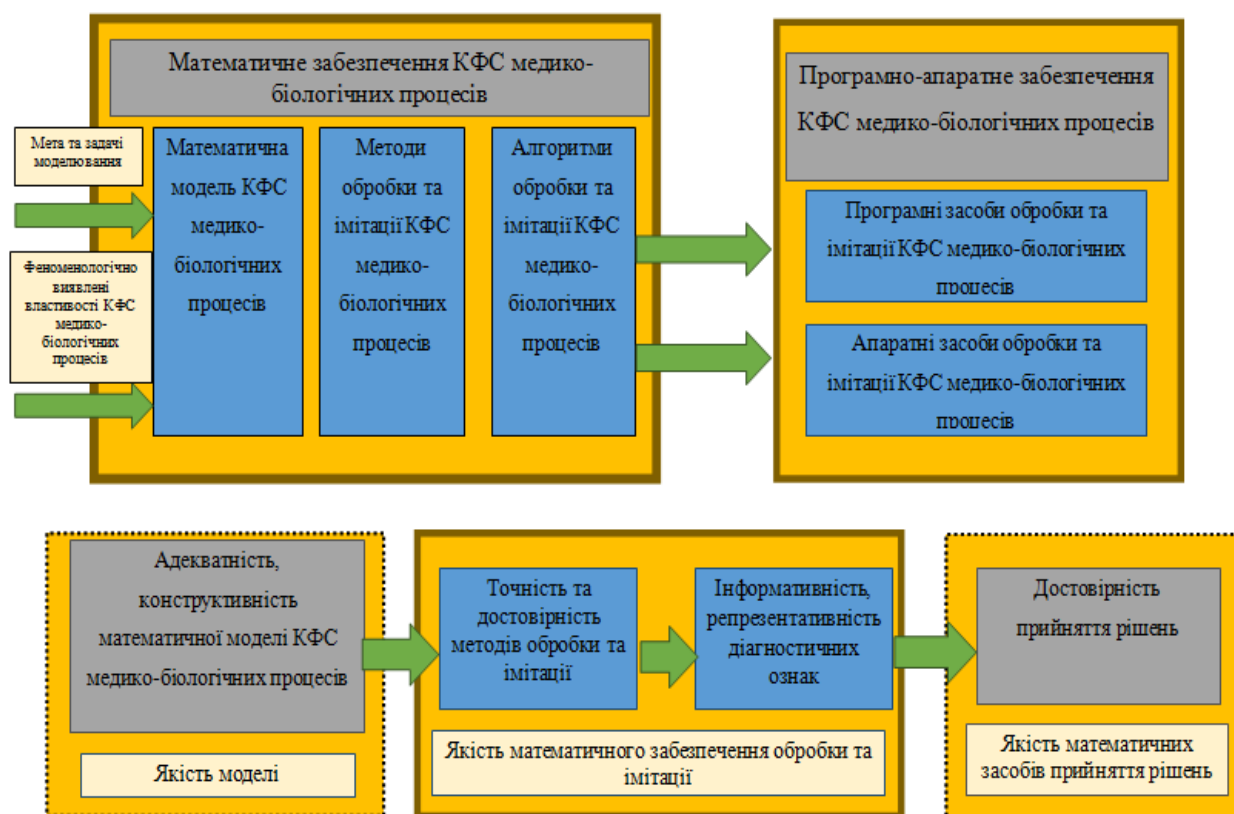 Математичне забезпечення КФС медико-
біологічних процесів
Мета та задачі
моделювання
Феноменологічно
виявлені
властивості КФС
медико-
біологічних
процесів
Математична
модель КФС
медико-
біологічних
процесів
Методи
обробки та
імітації КФС
медико-
біологічних
процесів
Алгоритми
обробки та
імітації КФС
медико-
біологічних
процесів
Програмно-апаратне забезпечення
КФС медико-біологічних процесів
Програмні засоби обробки та
імітації КФС медико-біологічних
процесів
Апаратні засоби обробки та
імітації КФС медико-біологічних
процесів
Адекватність,
конструктивність
математичної моделі КФС
медико-біологічних процесів
Якість моделі
Точність та
достовірність
методів обробки та
імітації
Інформативність,
репрезентативність
діагностичних
ознак
Якість математичного забезпечення обробки та
імітації
Достовірність
прийняття рішень
Якість математичних
засобів прийняття рішень